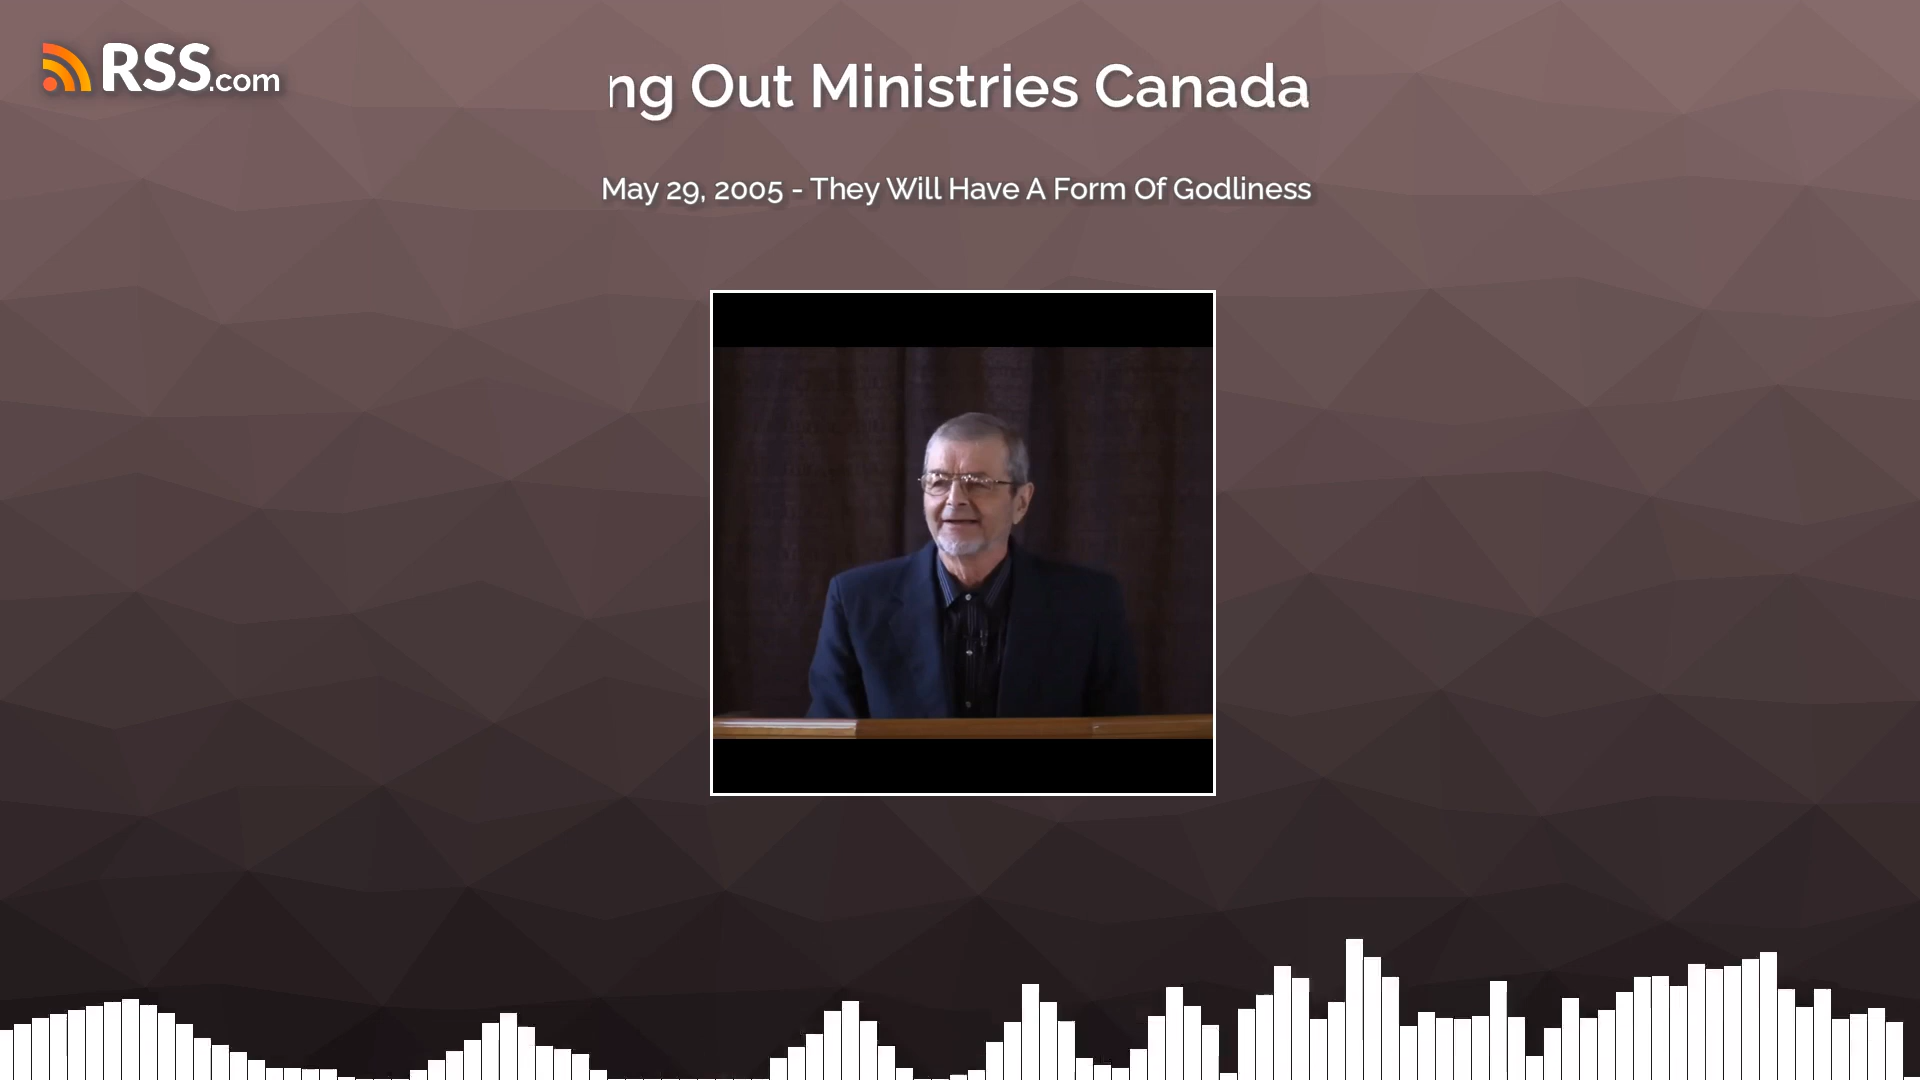 RSS.com
ng Out Ministries Canada
May 29, 2005 - They Will Have A Form Of Godliness